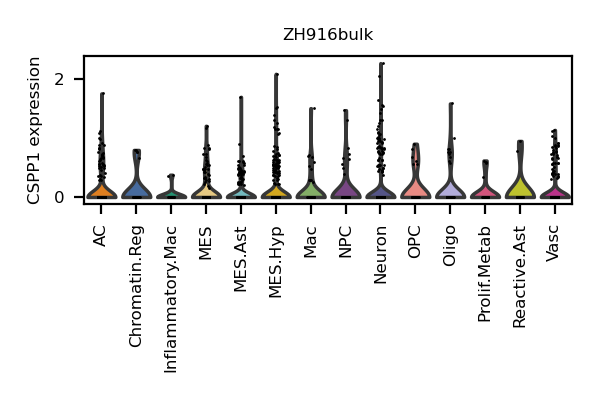 ZH916bulk
CSPP1 expression
2
0
AC
Chromatin.Reg
Inflammatory.Mac
MES
MES.Ast
MES.Hyp
Mac
NPC
Neuron
OPC
Oligo
Prolif.Metab
Reactive.Ast
Vasc